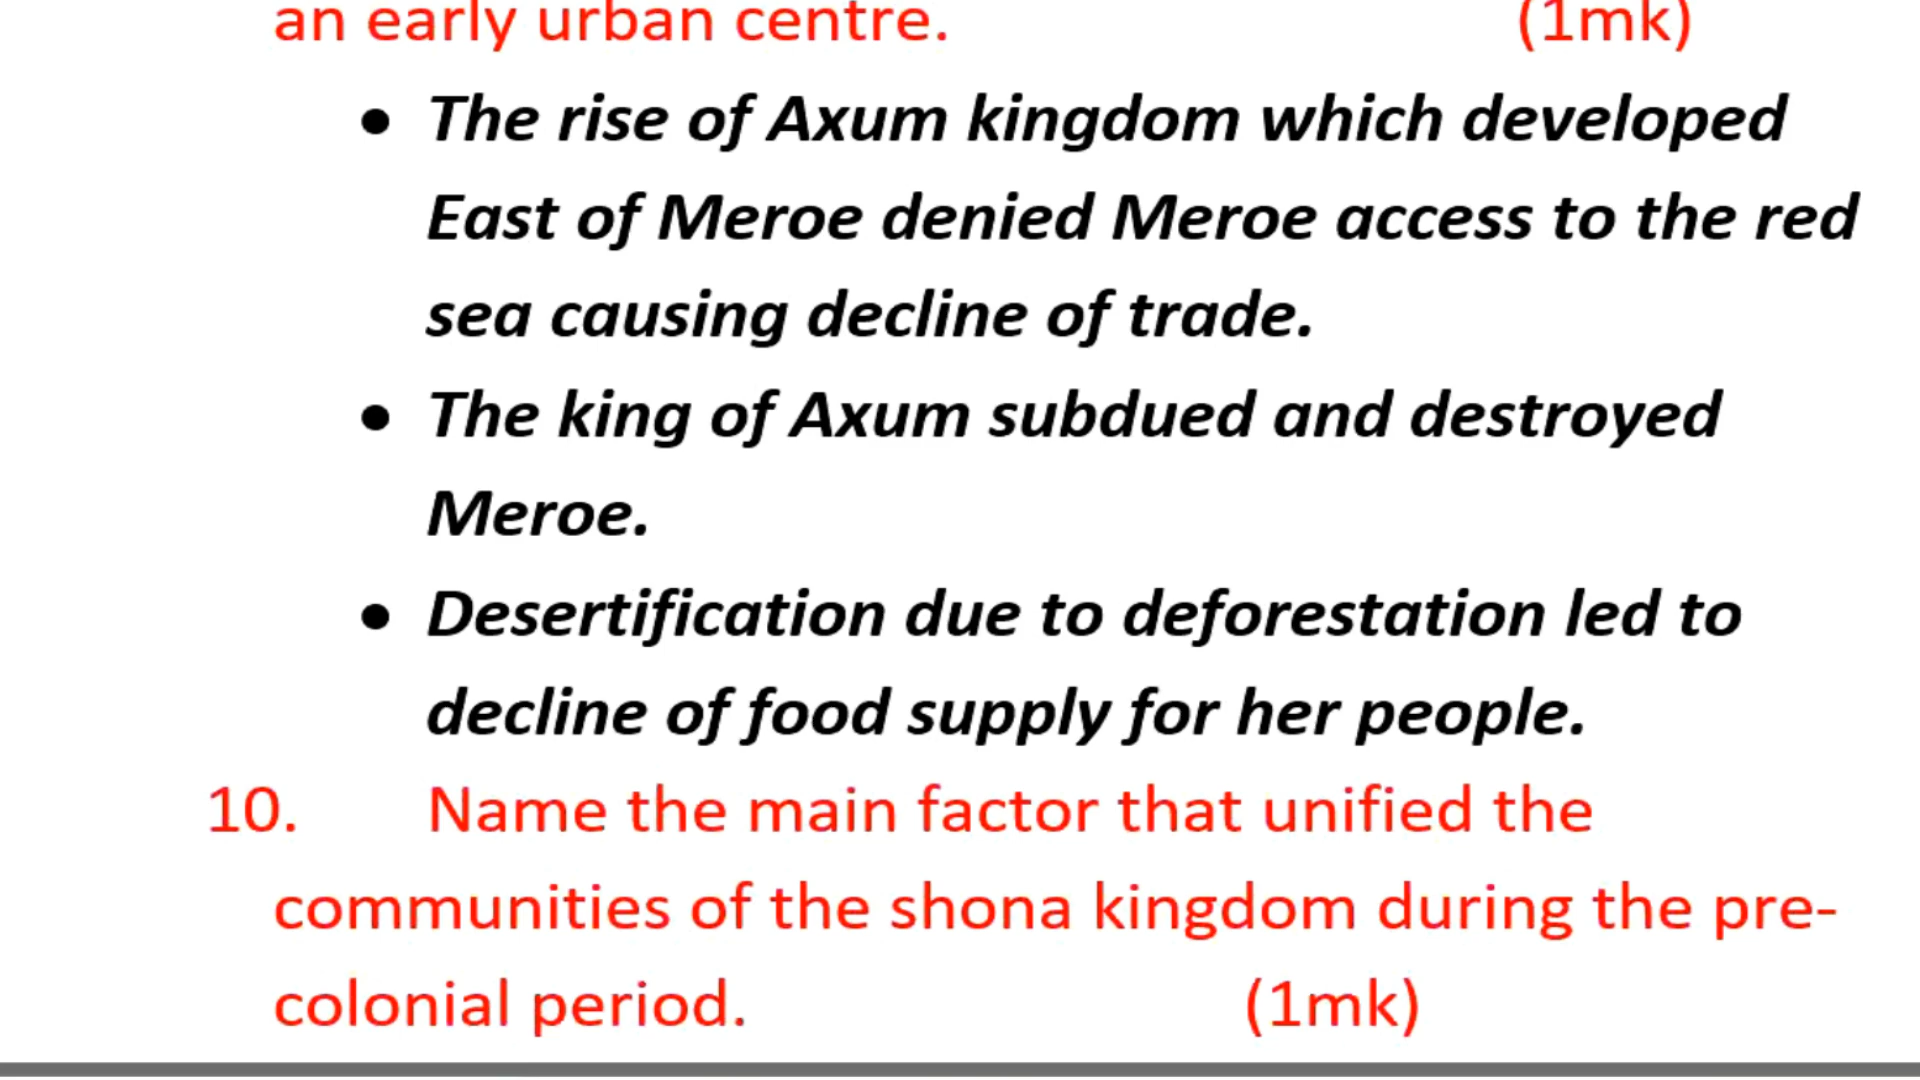 an early urban centre. (1mk)
• The rise of Axum kingdom which developed
East of Meroe denied Meroe access to the red
sea causing decline of trade.
• The king of Axum subdued and destroyed
Meroe.
• Desertification due to deforestation led to
decline of food supply for her people.
10. Name the main factor that unified the
communities of the shona kingdom during the pre-
colonial period. (1mk)